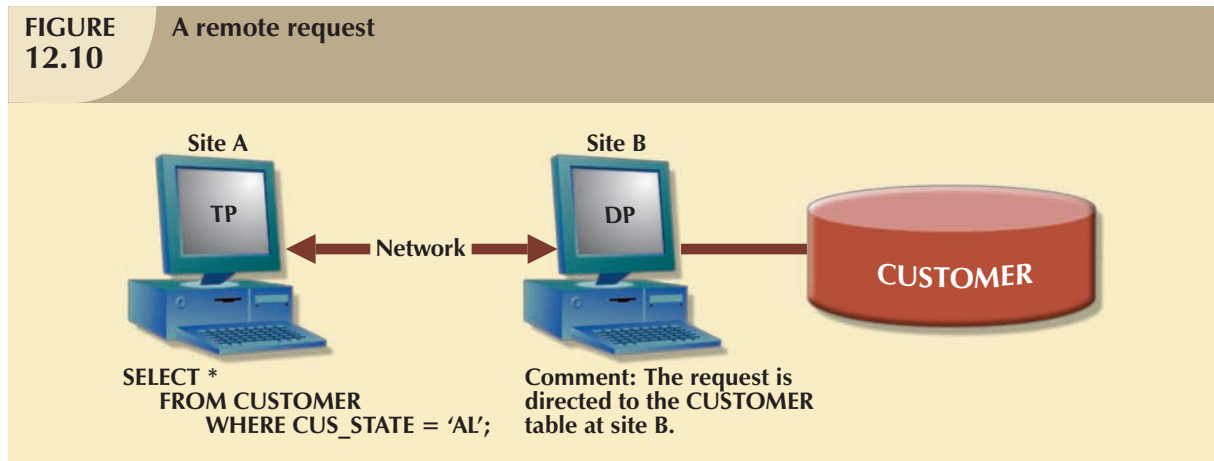 FIGURE
12.10
A remote request
Site A
Site B
TP
DP
Network
CUSTOMER
SELECT *
FROM CUSTOMER
WHERE CUS_STATE = ‘AL’;
Comment: The request is
directed to the CUSTOMER
table at site B.